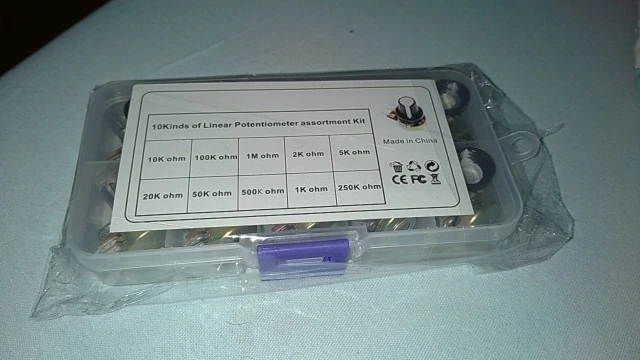 10Kinds of Linear Potentiometer assortment Kit
10K ohm 100K ohm 1M ohm 2K ohm 5K ohm
20K ohm 50K ohm 500K ohm 1K ohm 250K ohm
Made in China
CE FC